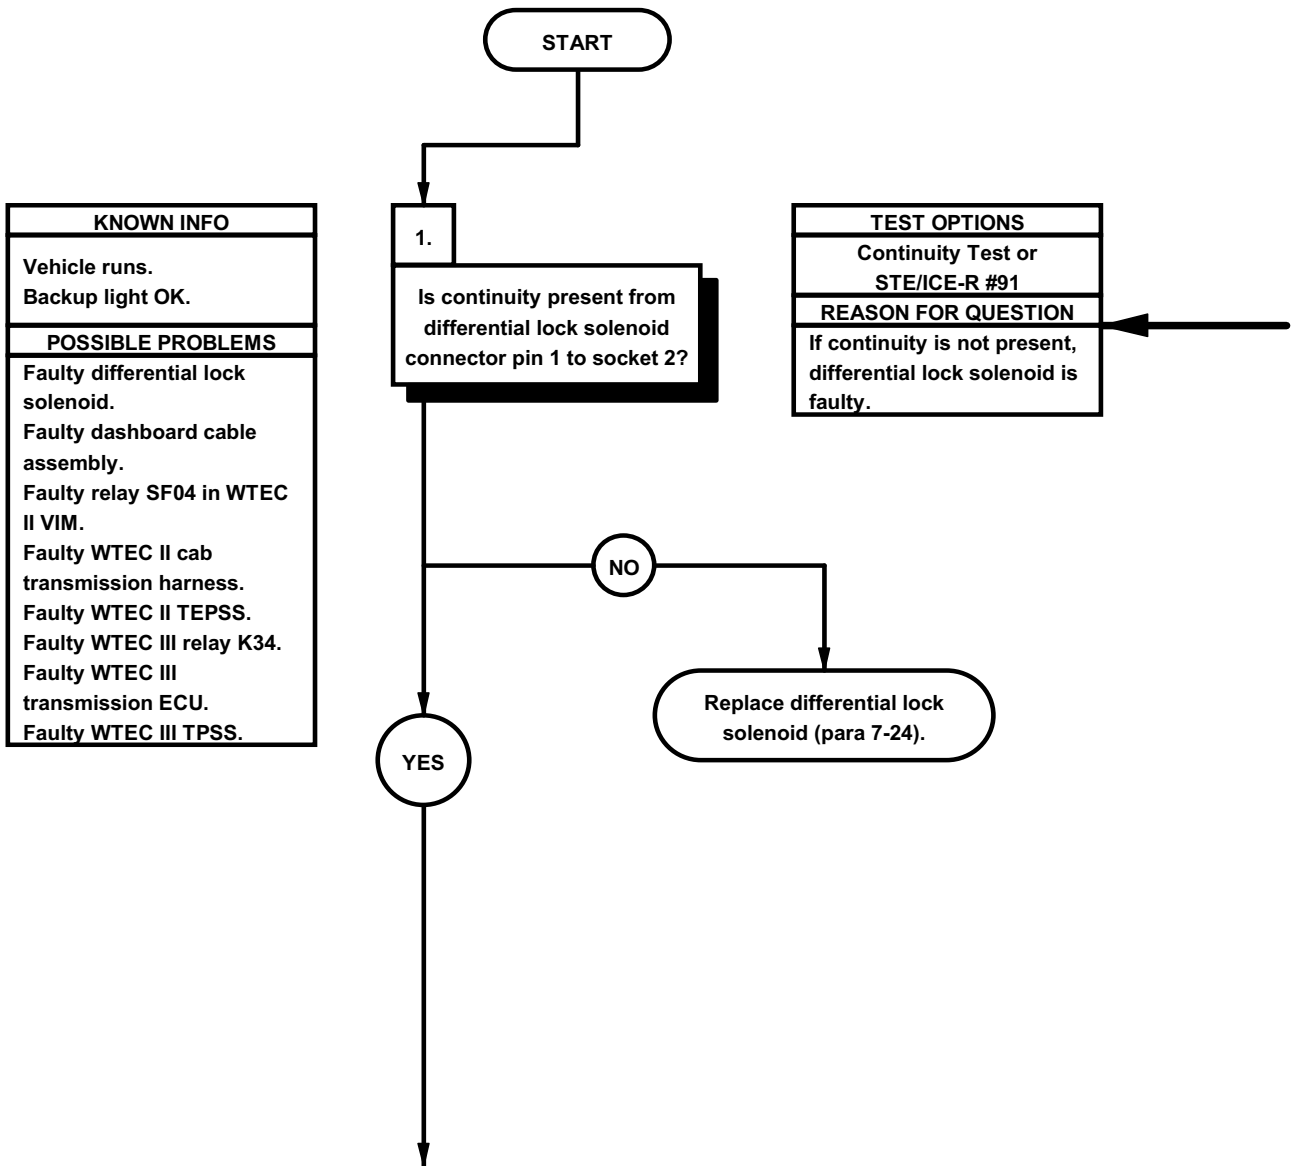 START
KNOWN INFO
Vehicle runs.
Backup light OK.
POSSIBLE PROBLEMS
Faulty differential lock
solenoid.
Faulty dashboard cable
assembly.
Faulty relay SF04 in WTEC
II VIM.
Faulty WTEC II cab
transmission harness.
Faulty WTEC II TEPSS.
Faulty WTEC III relay K34.
Faulty WTEC III
transmission ECU.
Faulty WTEC III TPSS.
1.
Is continuity present from
differential lock solenoid
connector pin 1 to socket 2?
TEST OPTIONS
Continuity Test or
STE/ICE-R #91
REASON FOR QUESTION
If continuity is not present,
differential lock solenoid is
faulty.
NO
Replace differential lock
solenoid (para 7-24).
YES